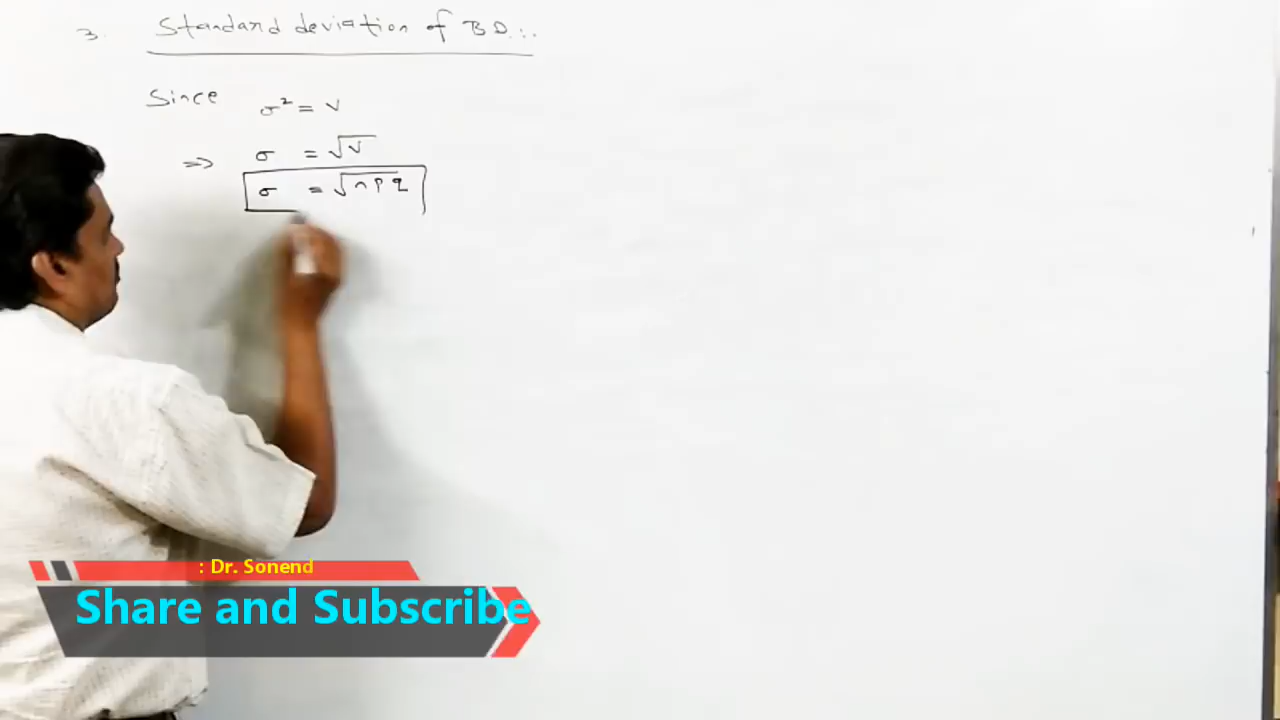 3. Standard deviation of B.D :.
Since σ² = V
⇒ σ = √V
σ = √npq
: Dr. Sonend
Share and Subscribe